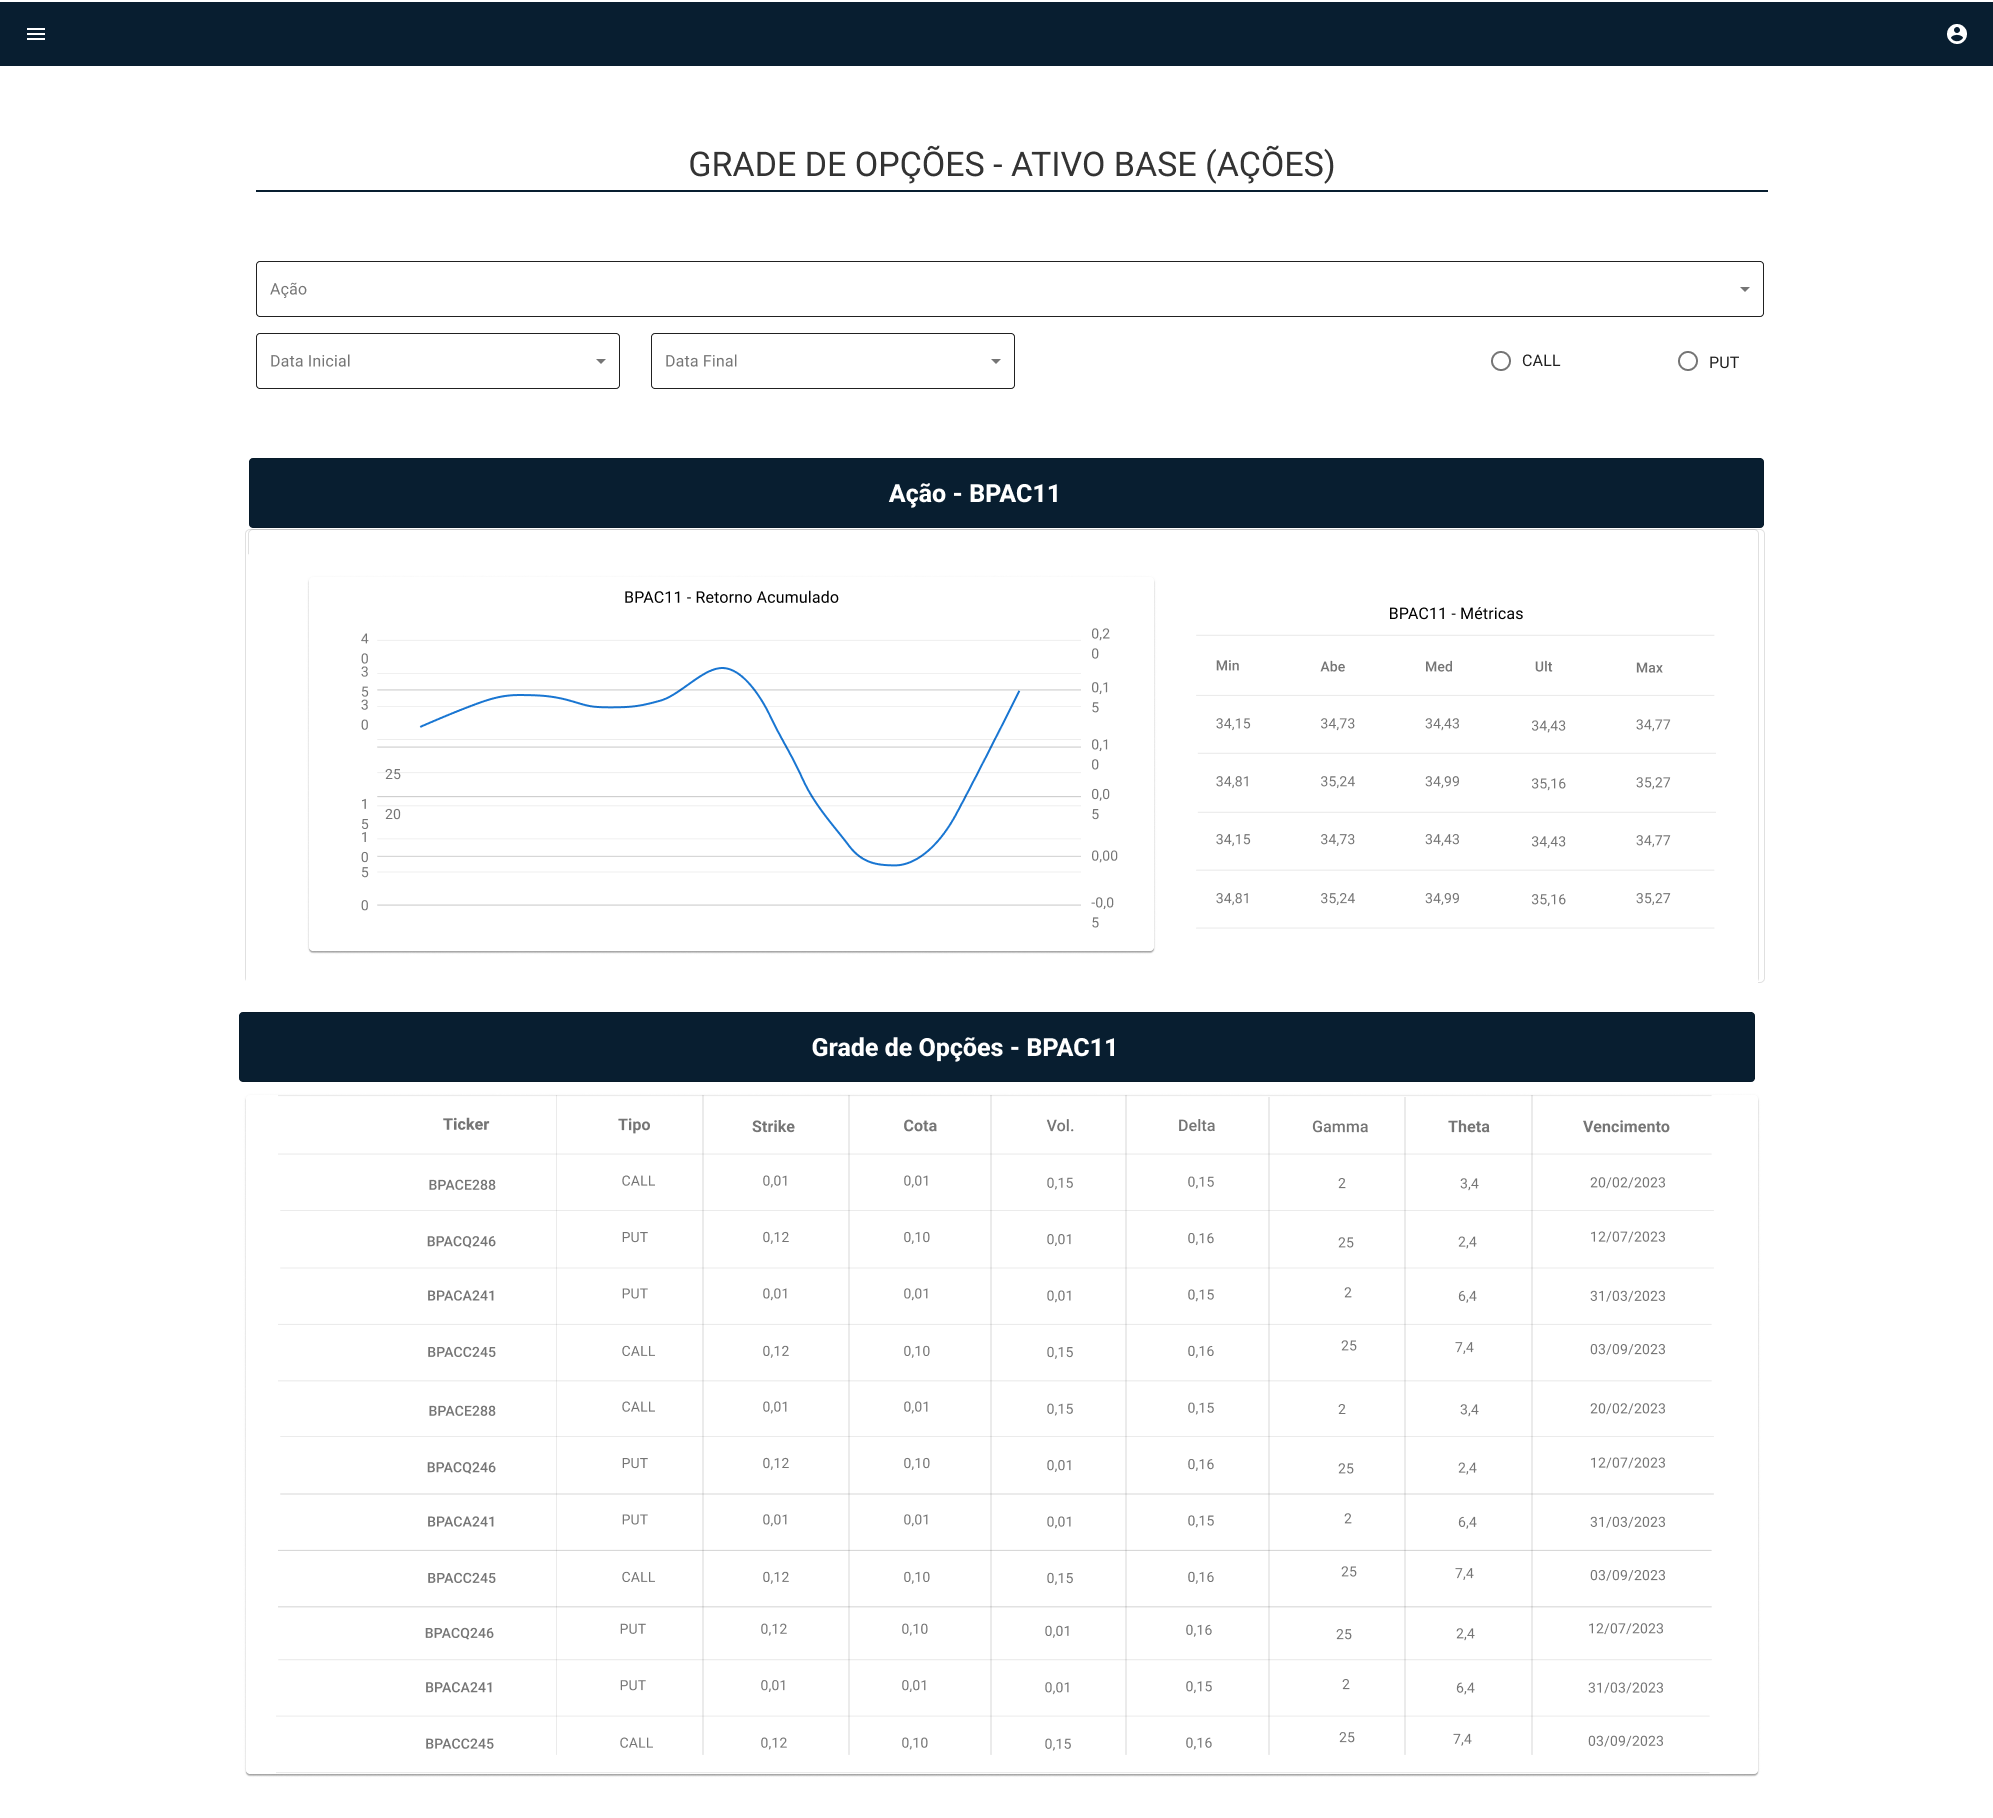 GRADE DE OPÇÕES - ATIVO BASE (AÇÕES)
Ação
Data Inicial Data Final CALL PUT
Ação - BPAC11
BPAC11 - Retorno Acumulado
4
0
3
5
3
0
25
20
1
5
1
0
5
0
0,2
0
0,1
5
0,1
0
0,0
5
0,00
-0,0
5
BPAC11 - Métricas
Min Abe Med Ult Max
34,15 34,73 34,43 34,43 34,77
34,81 35,24 34,99 35,16 35,27
34,15 34,73 34,43 34,43 34,77
34,81 35,24 34,99 35,16 35,27
Grade de Opções - BPAC11
Ticker Tipo Strike Cota Vol. Delta Gamma Theta Vencimento
BPACE288 CALL 0,01 0,01 0,15 0,15 2 3,4 20/02/2023
BPACQ246 PUT 0,12 0,10 0,01 0,16 25 2,4 12/07/2023
BPACA241 PUT 0,01 0,01 0,01 0,15 2 6,4 31/03/2023
BPACC245 CALL 0,12 0,10 0,15 0,16 25 7,4 03/09/2023
BPACE288 CALL 0,01 0,01 0,15 0,15 2 3,4 20/02/2023
BPACQ246 PUT 0,12 0,10 0,01 0,16 25 2,4 12/07/2023
BPACA241 PUT 0,01 0,01 0,01 0,15 2 6,4 31/03/2023
BPACC245 CALL 0,12 0,10 0,15 0,16 25 7,4 03/09/2023
BPACQ246 PUT 0,12 0,10 0,01 0,16 25 2,4 12/07/2023
BPACA241 PUT 0,01 0,01 0,01 0,15 2 6,4 31/03/2023
BPACC245 CALL 0,12 0,10 0,15 0,16 25 7,4 03/09/2023